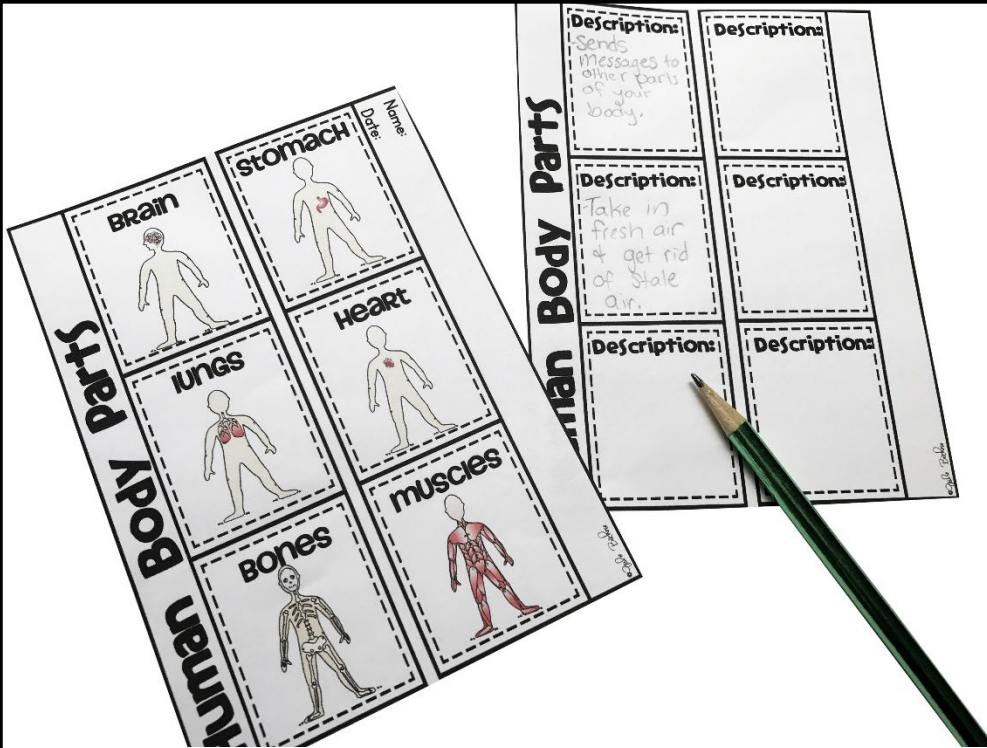 Human Body Parts
Name:
Date:
Brain
Stomach
Lungs
Heart
Bones
Muscles
Human Body Parts
Description:
-Sends
Messages to
other parts
of your
body.
Description:
Description:
-Take in
fresh air
& get rid
of stale
air.
Description:
Description:
Description: